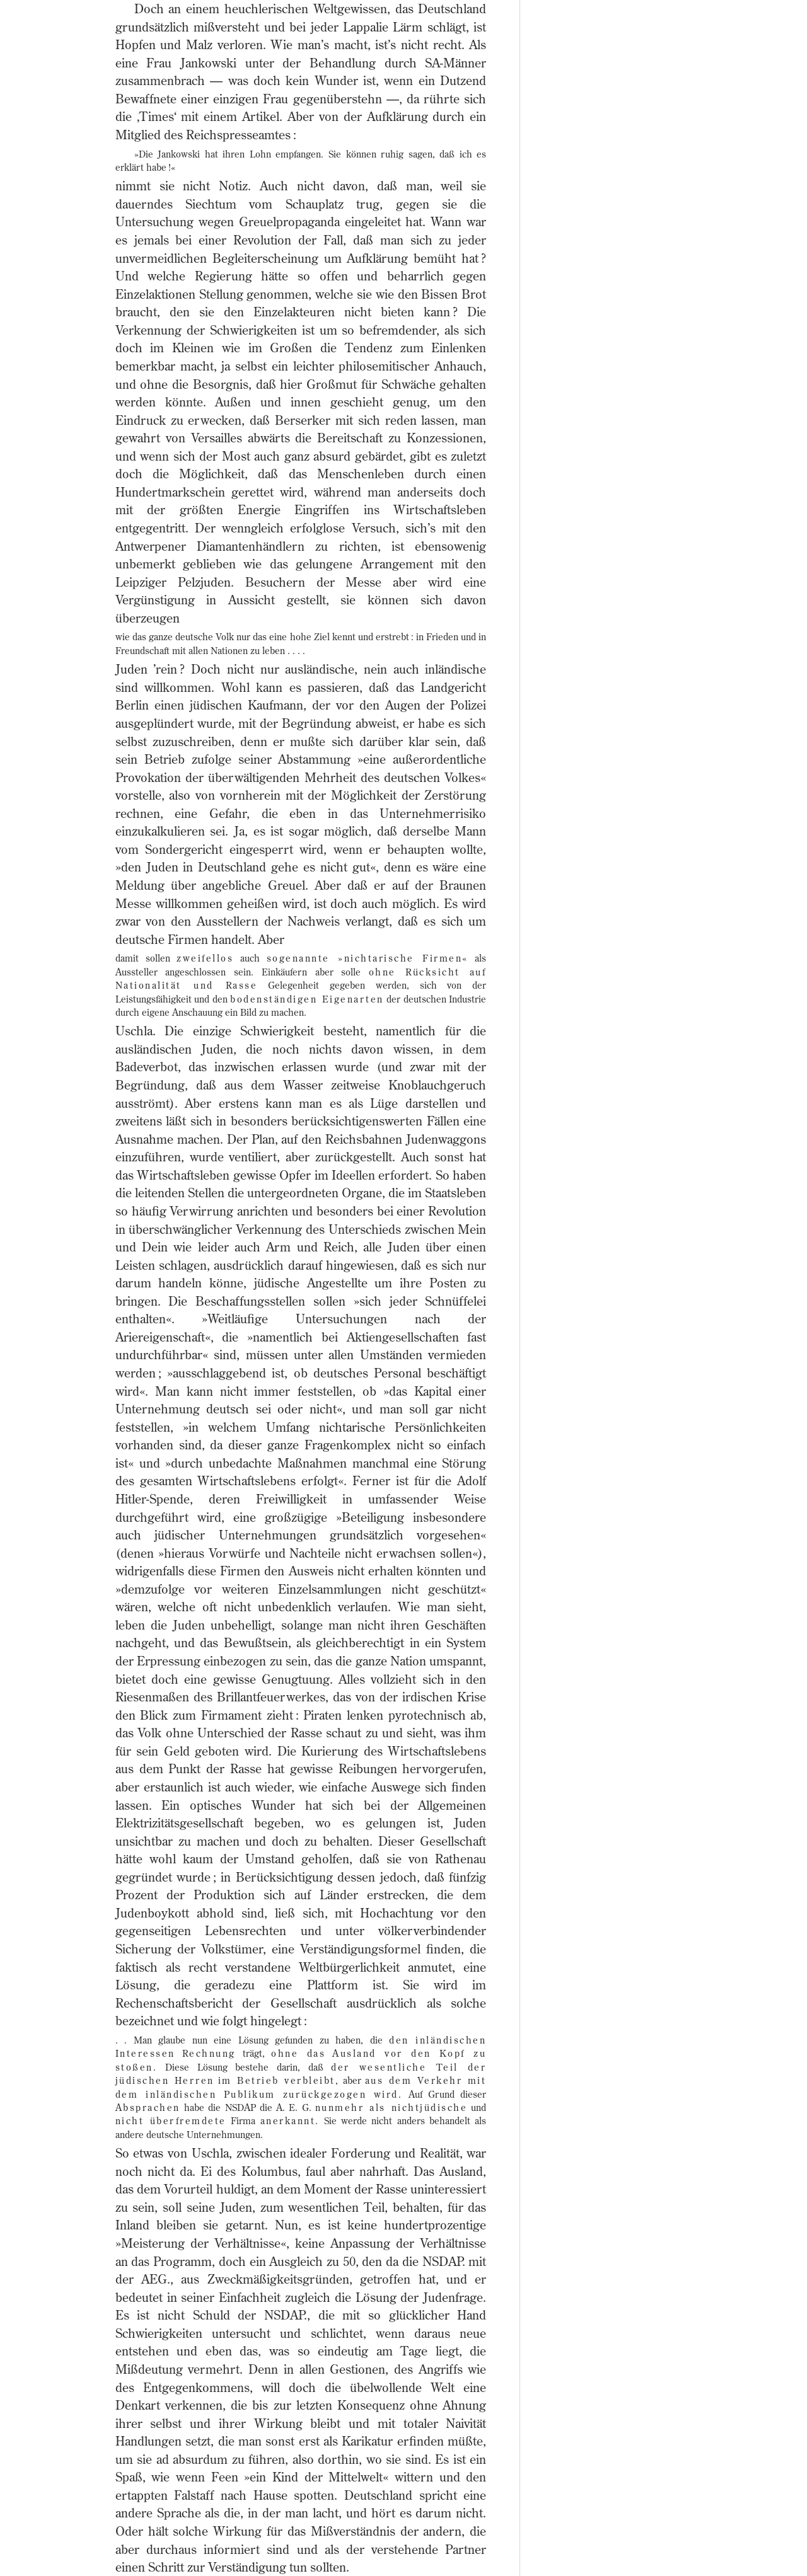 Doch an einem heuchlerischen Weltgewissen, das Deutschland
grundsätzlich mißversteht und bei jeder Lappalie Lärm schlägt, ist
Hopfen und Malz verloren. Wie man’s macht, ist’s nicht recht. Als
eine Frau Jankowski unter der Behandlung durch SA-Männer
zusammenbrach — was doch kein Wunder ist, wenn ein Dutzend
Bewaffnete einer einzigen Frau gegenüberstehn —, da rührte sich
die ‚Times‘ mit einem Artikel. Aber von der Aufklärung durch ein
Mitglied des Reichspresseamtes :
»Die Jankowski hat ihren Lohn empfangen. Sie können ruhig sagen, daß ich es
erklärt habe !«
nimmt sie nicht Notiz. Auch nicht davon, daß man, weil sie
dauerndes Siechtum vom Schauplatz trug, gegen sie die
Untersuchung wegen Greuelpropaganda eingeleitet hat. Wann war
es jemals bei einer Revolution der Fall, daß man sich zu jeder
unvermeidlichen Begleiterscheinung um Aufklärung bemüht hat ?
Und welche Regierung hätte so offen und beharrlich gegen
Einzelaktionen Stellung genommen, welche sie wie den Bissen Brot
braucht, den sie den Einzelakteuren nicht bieten kann ? Die
Verkennung der Schwierigkeiten ist um so befremdender, als sich
doch im Kleinen wie im Großen die Tendenz zum Einlenken
bemerkbar macht, ja selbst ein leichter philosemitischer Anhauch,
und ohne die Besorgnis, daß hier Großmut für Schwäche gehalten
werden könnte. Außen und innen geschieht genug, um den
Eindruck zu erwecken, daß Berserker mit sich reden lassen, man
gewahrt von Versailles abwärts die Bereitschaft zu Konzessionen,
und wenn sich der Most auch ganz absurd gebärdet, gibt es zuletzt
doch die Möglichkeit, daß das Menschenleben durch einen
Hundertmarkschein gerettet wird, während man anderseits doch
mit der größten Energie Eingriffen ins Wirtschaftsleben
entgegentritt. Der wenngleich erfolglose Versuch, sich’s mit den
Antwerpener Diamantenhändlern zu richten, ist ebensowenig
unbemerkt geblieben wie das gelungene Arrangement mit den
Leipziger Pelzjuden. Besuchern der Messe aber wird eine
Vergünstigung in Aussicht gestellt, sie können sich davon
überzeugen
wie das ganze deutsche Volk nur das eine hohe Ziel kennt und erstrebt : in Frieden und in
Freundschaft mit allen Nationen zu leben . . . .
Juden ’rein ? Doch nicht nur ausländische, nein auch inländische
sind willkommen. Wohl kann es passieren, daß das Landgericht
Berlin einen jüdischen Kaufmann, der vor den Augen der Polizei
ausgeplündert wurde, mit der Begründung abweist, er habe es sich
selbst zuzuschreiben, denn er mußte sich darüber klar sein, daß
sein Betrieb zufolge seiner Abstammung »eine außerordentliche
Provokation der überwältigenden Mehrheit des deutschen Volkes«
vorstelle, also von vornherein mit der Möglichkeit der Zerstörung
rechnen, eine Gefahr, die eben in das Unternehmerrisiko
einzukalkulieren sei. Ja, es ist sogar möglich, daß derselbe Mann
vom Sondergericht eingesperrt wird, wenn er behaupten wollte,
»den Juden in Deutschland gehe es nicht gut«, denn es wäre eine
Meldung über angebliche Greuel. Aber daß er auf der Braunen
Messe willkommen geheißen wird, ist doch auch möglich. Es wird
zwar von den Ausstellern der Nachweis verlangt, daß es sich um
deutsche Firmen handelt. Aber
damit sollen zweifellos auch sogenannte »nichtarische Firmen« als
Aussteller angeschlossen sein. Einkäufern aber solle ohne Rücksicht auf
Nationalität und Rasse Gelegenheit gegeben werden, sich von der
Leistungsfähigkeit und den bodenständigen Eigenarten der deutschen Industrie
durch eigene Anschauung ein Bild zu machen.
Uschla. Die einzige Schwierigkeit besteht, namentlich für die
ausländischen Juden, die noch nichts davon wissen, in dem
Badeverbot, das inzwischen erlassen wurde (und zwar mit der
Begründung, daß aus dem Wasser zeitweise Knoblauchgeruch
ausströmt). Aber erstens kann man es als Lüge darstellen und
zweitens läßt sich in besonders berücksichtigenswerten Fällen eine
Ausnahme machen. Der Plan, auf den Reichsbahnen Judenwaggons
einzuführen, wurde ventiliert, aber zurückgestellt. Auch sonst hat
das Wirtschaftsleben gewisse Opfer im Ideellen erfordert. So haben
die leitenden Stellen die untergeordneten Organe, die im Staatsleben
so häufig Verwirrung anrichten und besonders bei einer Revolution
in überschwänglicher Verkennung des Unterschieds zwischen Mein
und Dein wie leider auch Arm und Reich, alle Juden über einen
Leisten schlagen, ausdrücklich darauf hingewiesen, daß es sich nur
darum handeln könne, jüdische Angestellte um ihre Posten zu
bringen. Die Beschaffungsstellen sollen »sich jeder Schnüffelei
enthalten«. »Weitläufige Untersuchungen nach der
Ariereigenschaft«, die »namentlich bei Aktiengesellschaften fast
undurchführbar« sind, müssen unter allen Umständen vermieden
werden ; »ausschlaggebend ist, ob deutsches Personal beschäftigt
wird«. Man kann nicht immer feststellen, ob »das Kapital einer
Unternehmung deutsch sei oder nicht«, und man soll gar nicht
feststellen, »in welchem Umfang nichtarische Persönlichkeiten
vorhanden sind, da dieser ganze Fragenkomplex nicht so einfach
ist« und »durch unbedachte Maßnahmen manchmal eine Störung
des gesamten Wirtschaftslebens erfolgt«. Ferner ist für die Adolf
Hitler-Spende, deren Freiwilligkeit in umfassender Weise
durchgeführt wird, eine großzügige »Beteiligung insbesondere
auch jüdischer Unternehmungen grundsätzlich vorgesehen«
(denen »hieraus Vorwürfe und Nachteile nicht erwachsen sollen«),
widrigenfalls diese Firmen den Ausweis nicht erhalten könnten und
»demzufolge vor weiteren Einzelsammlungen nicht geschützt«
wären, welche oft nicht unbedenklich verlaufen. Wie man sieht,
leben die Juden unbehelligt, solange man nicht ihren Geschäften
nachgeht, und das Bewußtsein, als gleichberechtigt in ein System
der Erpressung einbezogen zu sein, das die ganze Nation umspannt,
bietet doch eine gewisse Genugtuung. Alles vollzieht sich in den
Riesenmaßen des Brillantfeuerwerkes, das von der irdischen Krise
den Blick zum Firmament zieht : Piraten lenken pyrotechnisch ab,
das Volk ohne Unterschied der Rasse schaut zu und sieht, was ihm
für sein Geld geboten wird. Die Kurierung des Wirtschaftslebens
aus dem Punkt der Rasse hat gewisse Reibungen hervorgerufen,
aber erstaunlich ist auch wieder, wie einfache Auswege sich finden
lassen. Ein optisches Wunder hat sich bei der Allgemeinen
Elektrizitätsgesellschaft begeben, wo es gelungen ist, Juden
unsichtbar zu machen und doch zu behalten. Dieser Gesellschaft
hätte wohl kaum der Umstand geholfen, daß sie von Rathenau
gegründet wurde ; in Berücksichtigung dessen jedoch, daß fünfzig
Prozent der Produktion sich auf Länder erstrecken, die dem
Judenboykott abhold sind, ließ sich, mit Hochachtung vor den
gegenseitigen Lebensrechten und unter völkerverbindender
Sicherung der Volkstümer, eine Verständigungsformel finden, die
faktisch als recht verstandene Weltbürgerlichkeit anmutet, eine
Lösung, die geradezu eine Plattform ist. Sie wird im
Rechenschaftsbericht der Gesellschaft ausdrücklich als solche
bezeichnet und wie folgt hingelegt :
. . Man glaube nun eine Lösung gefunden zu haben, die den inländischen
Interessen Rechnung trägt, ohne das Ausland vor den Kopf zu
stoßen. Diese Lösung bestehe darin, daß der wesentliche Teil der
jüdischen Herren im Betrieb verbleibt, aber aus dem Verkehr mit
dem inländischen Publikum zurückgezogen wird. Auf Grund dieser
Absprachen habe die NSDAP die A. E. G. nunmehr als nichtjüdische und
nicht überfremdete Firma anerkannt. Sie werde nicht anders behandelt als
andere deutsche Unternehmungen.
So etwas von Uschla, zwischen idealer Forderung und Realität, war
noch nicht da. Ei des Kolumbus, faul aber nahrhaft. Das Ausland,
das dem Vorurteil huldigt, an dem Moment der Rasse uninteressiert
zu sein, soll seine Juden, zum wesentlichen Teil, behalten, für das
Inland bleiben sie getarnt. Nun, es ist keine hundertprozentige
»Meisterung der Verhältnisse«, keine Anpassung der Verhältnisse
an das Programm, doch ein Ausgleich zu 50, den da die NSDAP. mit
der AEG., aus Zweckmäßigkeitsgründen, getroffen hat, und er
bedeutet in seiner Einfachheit zugleich die Lösung der Judenfrage.
Es ist nicht Schuld der NSDAP., die mit so glücklicher Hand
Schwierigkeiten untersucht und schlichtet, wenn daraus neue
entstehen und eben das, was so eindeutig am Tage liegt, die
Mißdeutung vermehrt. Denn in allen Gestionen, des Angriffs wie
des Entgegenkommens, will doch die übelwollende Welt eine
Denkart verkennen, die bis zur letzten Konsequenz ohne Ahnung
ihrer selbst und ihrer Wirkung bleibt und mit totaler Naivität
Handlungen setzt, die man sonst erst als Karikatur erfinden müßte,
um sie ad absurdum zu führen, also dorthin, wo sie sind. Es ist ein
Spaß, wie wenn Feen »ein Kind der Mittelwelt« wittern und den
ertappten Falstaff nach Hause spotten. Deutschland spricht eine
andere Sprache als die, in der man lacht, und hört es darum nicht.
Oder hält solche Wirkung für das Mißverständnis der andern, die
aber durchaus informiert sind und als der verstehende Partner
einen Schritt zur Verständigung tun sollten.